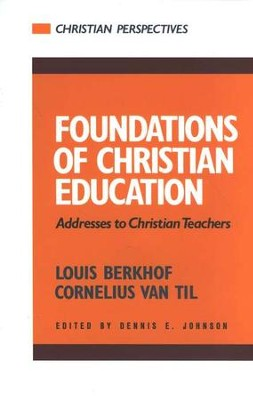 CHRISTIAN PERSPECTIVES
FOUNDATIONS
OF CHRISTIAN
EDUCATION
Addresses to Christian Teachers
LOUIS BERKHOF
CORNELIUS VAN TIL
EDITED BY DENNIS E. JOHNSON